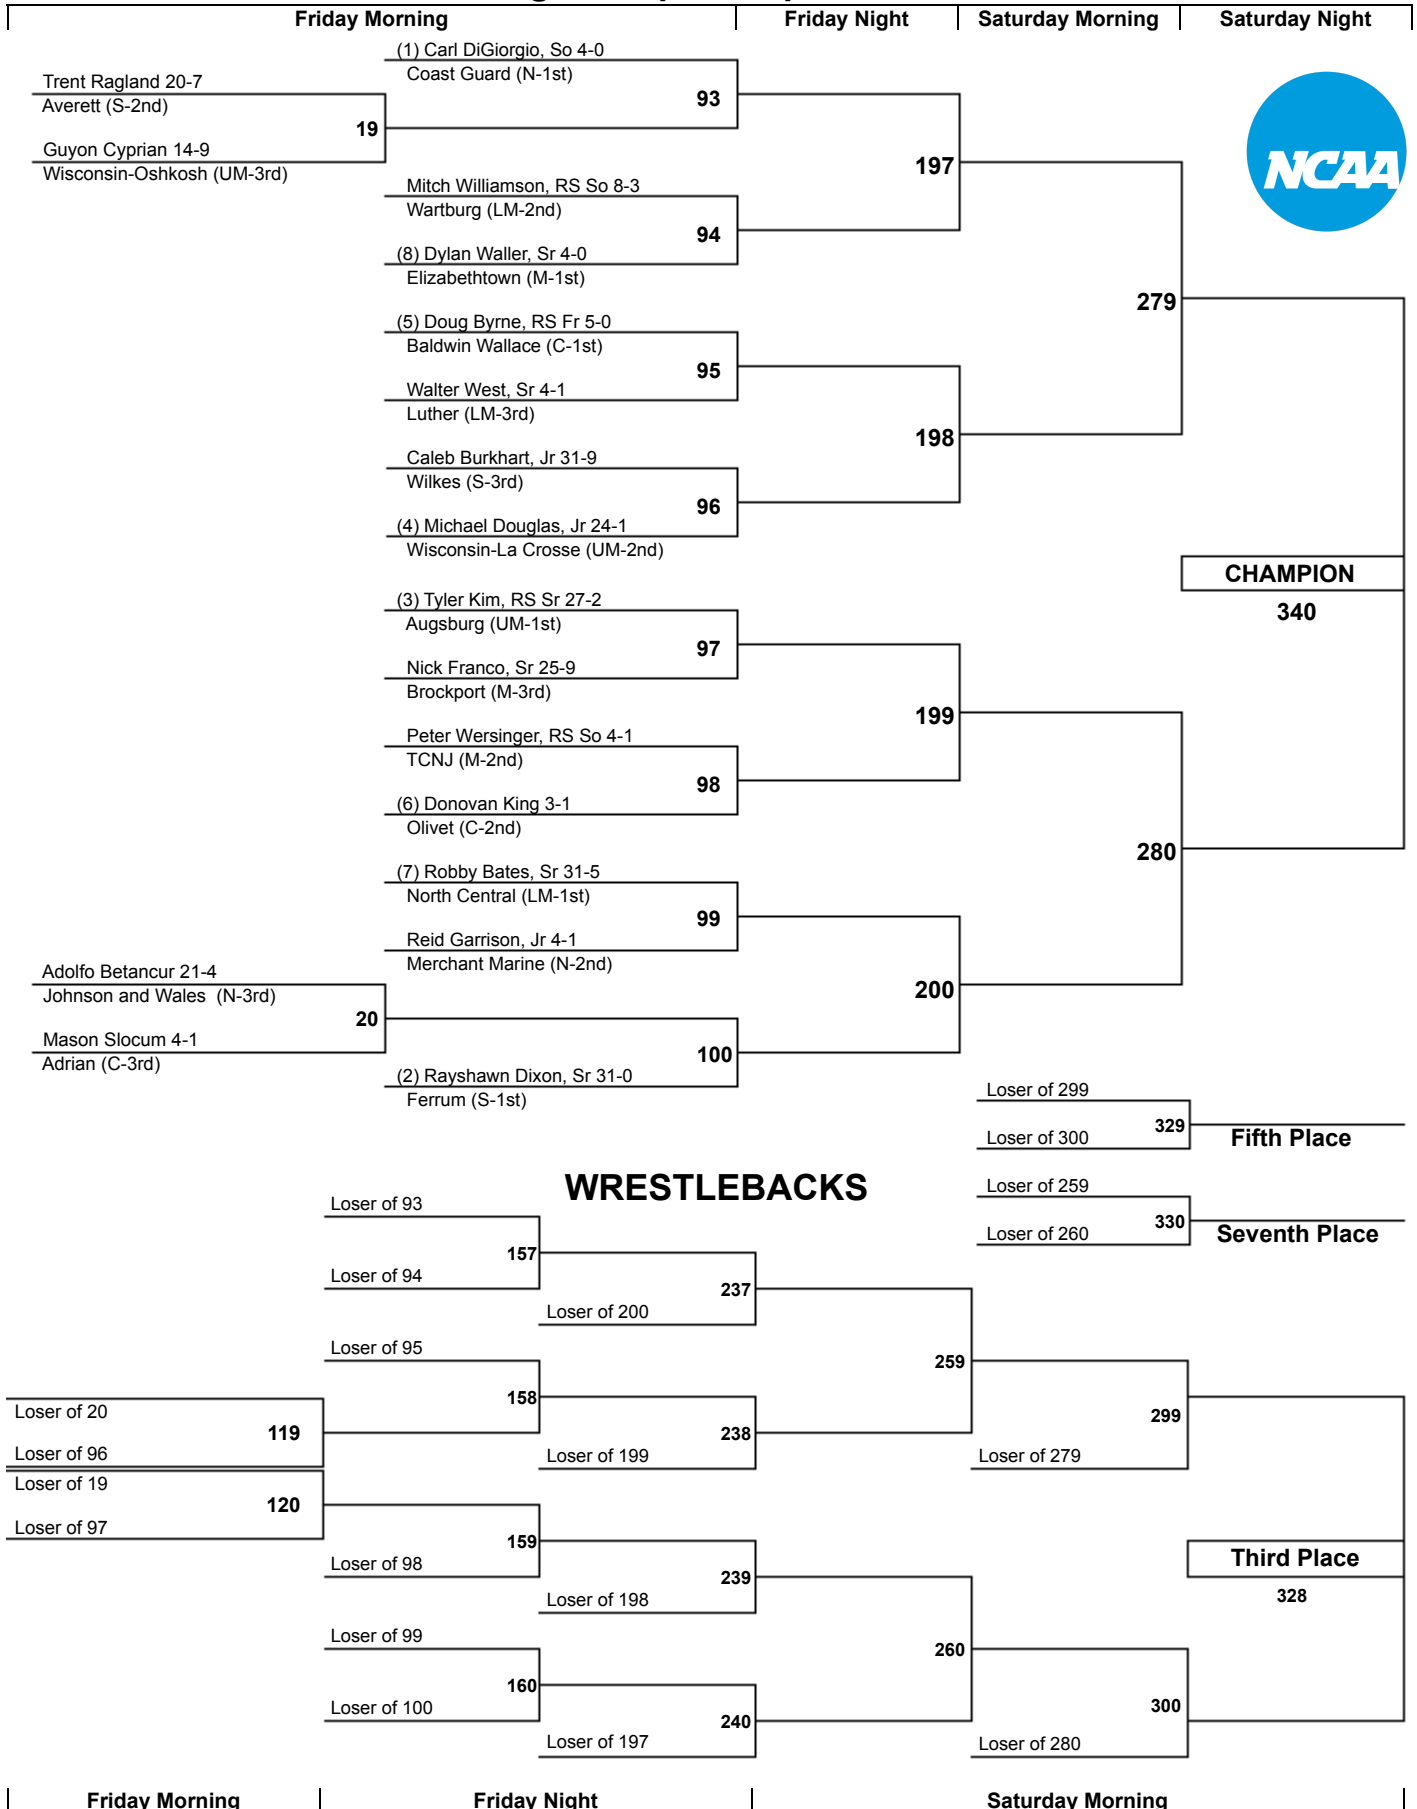 Friday Morning
Friday Night
Saturday Morning
Saturday Night
(1) Carl DiGiorgio, So 4-0
Coast Guard (N-1st)
93
Trent Ragland 20-7
Averett (S-2nd)
19
Guyon Cyprian 14-9
Wisconsin-Oshkosh (UM-3rd)
197
NCAA
Mitch Williamson, RS So 8-3
Wartburg (LM-2nd)
94
(8) Dylan Waller, Sr 4-0
Elizabethtown (M-1st)
279
(5) Doug Byrne, RS Fr 5-0
Baldwin Wallace (C-1st)
95
Walter West, Sr 4-1
Luther (LM-3rd)
198
Caleb Burkhart, Jr 31-9
Wilkes (S-3rd)
96
(4) Michael Douglas, Jr 24-1
Wisconsin-La Crosse (UM-2nd)
CHAMPION
340
(3) Tyler Kim, RS Sr 27-2
Augsburg (UM-1st)
97
Nick Franco, Sr 25-9
Brockport (M-3rd)
199
Peter Wersinger, RS So 4-1
TCNJ (M-2nd)
98
(6) Donovan King 3-1
Olivet (C-2nd)
280
(7) Robby Bates, Sr 31-5
North Central (LM-1st)
99
Reid Garrison, Jr 4-1
Merchant Marine (N-2nd)
200
Adolfo Betancur 21-4
Johnson and Wales (N-3rd)
20
Mason Slocum 4-1
Adrian (C-3rd)
100
(2) Rayshawn Dixon, Sr 31-0
Ferrum (S-1st)
Loser of 299
329
Fifth Place
Loser of 300
WRESTLEBACKS
Loser of 259
330
Seventh Place
Loser of 260
Loser of 93
157
Loser of 94
237
Loser of 200
Loser of 95
259
158
Loser of 20
119
Loser of 96
238
Loser of 199
299
Loser of 279
Loser of 19
120
Loser of 97
159
Loser of 98
239
Loser of 198
Third Place
328
Loser of 99
260
160
Loser of 100
240
Loser of 197
300
Loser of 280
Friday Morning
Friday Night
Saturday Morning